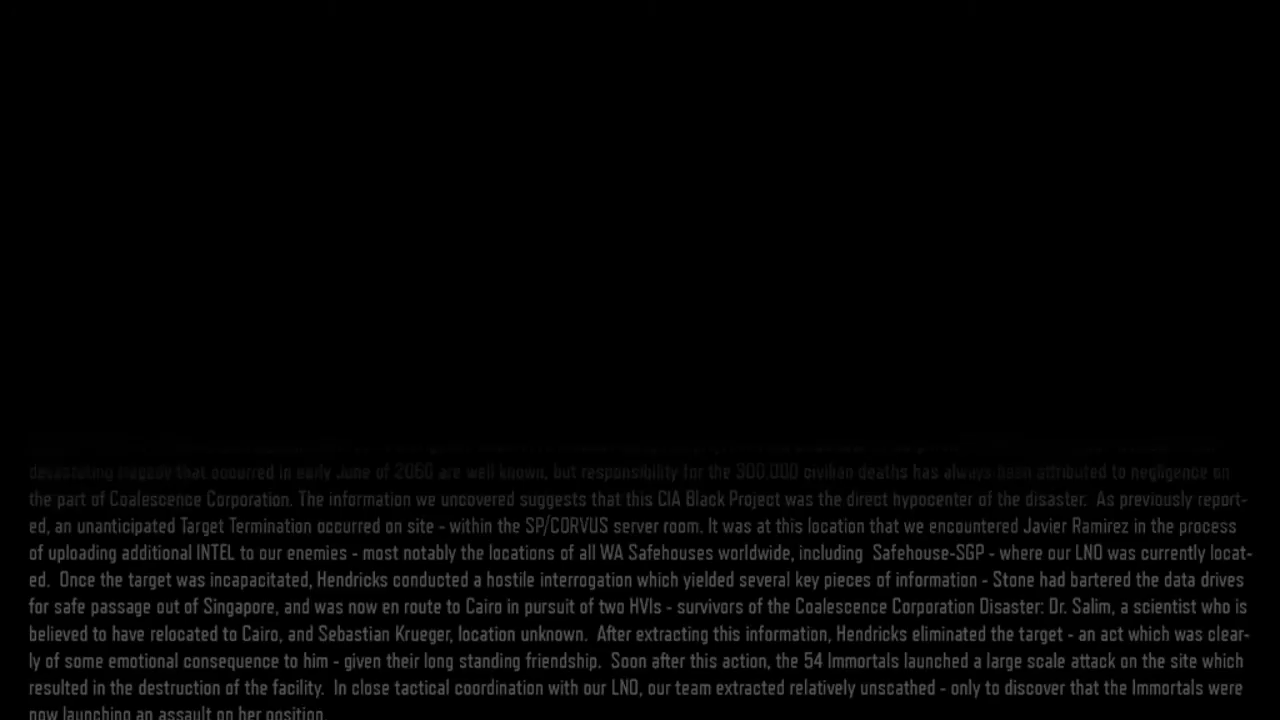 devastating tragedy that occurred in early June of 2060 are well known, but responsibility for the 300,000 civilian deaths has always been attributed to negligence on
the part of Coalescence Corporation. The information we uncovered suggests that this CIA Black Project was the direct hypocenter of the disaster.  As previously report-
ed, an unanticipated Target Termination occurred on site - within the SP/CORVUS server room. It was at this location that we encountered Javier Ramirez in the process
of uploading additional INTEL to our enemies - most notably the locations of all WA Safehouses worldwide, including  Safehouse-SGP - where our LNO was currently locat-
ed.  Once the target was incapacitated, Hendricks conducted a hostile interrogation which yielded several key pieces of information - Stone had bartered the data drives
for safe passage out of Singapore, and was now en route to Cairo in pursuit of two HVIs - survivors of the Coalescence Corporation Disaster: Dr. Salim, a scientist who is
believed to have relocated to Cairo, and Sebastian Krueger, location unknown.  After extracting this information, Hendricks eliminated the target - an act which was clear-
ly of some emotional consequence to him - given their long standing friendship.  Soon after this action, the 54 Immortals launched a large scale attack on the site which
resulted in the destruction of the facility.  In close tactical coordination with our LNO, our team extracted relatively unscathed - only to discover that the Immortals were
now launching an assault on her position.